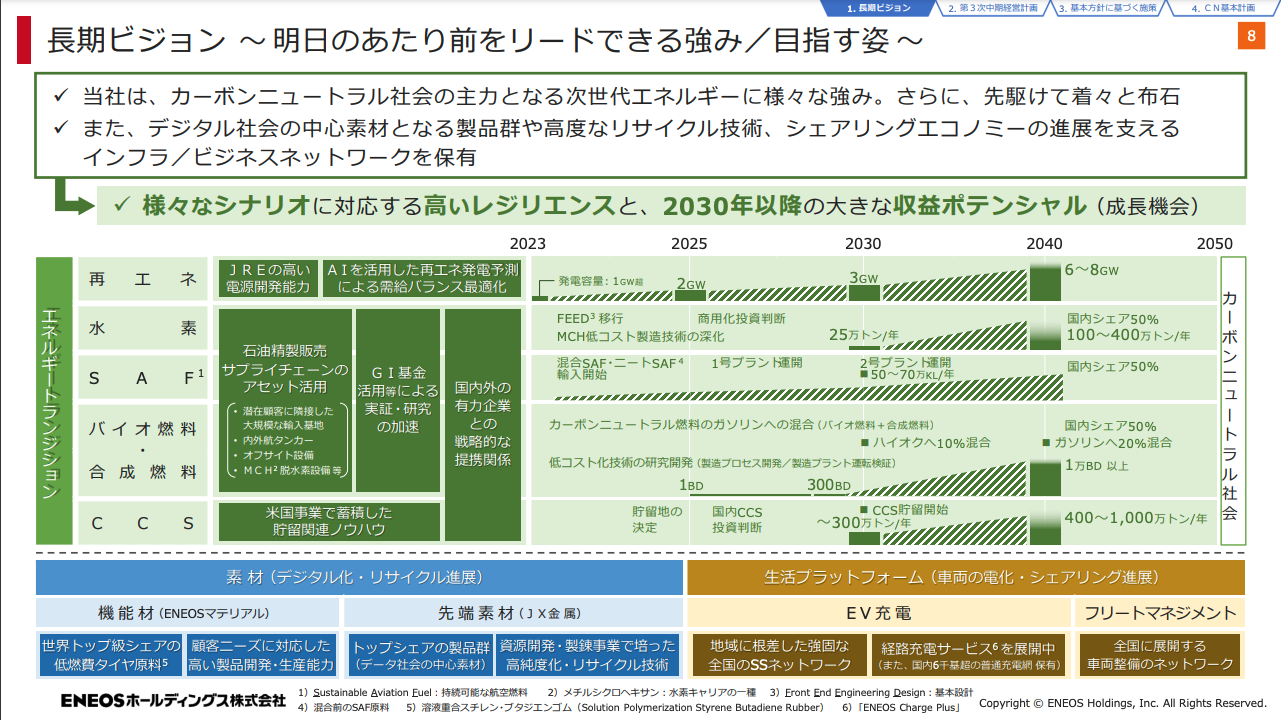 1. 長期ビジョン
2. 第3次中期経営計画
3. 基本方針に基づく施策
4. CN基本計画
長期ビジョン ～ 明日のあたり前をリードできる強み／目指す姿 ～
8
✓ 当社は、カーボンニュートラル社会の主力となる次世代エネルギーに様々な強み。さらに、先駆けて着々と布石
✓ また、デジタル社会の中心素材となる製品群や高度なリサイクル技術、シェアリングエコノミーの進展を支える
インフラ／ビジネスネットワークを保有
✓ 様々なシナリオに対応する高いレジリエンスと、2030年以降の大きな収益ポテンシャル（成長機会）
2023 2025 2030 2040 2050
エネルギートランジション
再エネ
JREの高い
電源開発能力
AIを活用した再エネ発電予測
による需給バランス最適化
発電容量：1GW超
2GW
3GW
6～8GW
水素
FEED³ 移行
商用化投資判断
MCH低コスト製造技術の深化
25万トン/年
国内シェア50%
100～400万トン/年
SAF¹
混合SAF・ニートSAF⁴
輸入開始
1号プラント運開
2号プラント運開
■ 50～70万KL/年
国内シェア50%
バイオ燃料
・
合成燃料
カーボンニュートラル燃料のガソリンへの混合（バイオ燃料＋合成燃料）
■ バイオクへ10%混合
国内シェア50%
■ ガソリンへ20%混合
低コスト化技術の研究開発（製造プロセス開発／製造プラント運転検証）
1BD
300BD
1万BD 以上
石油精製販売
サプライチェーンの
アセット活用
• 潜在顧客に隣接した
大規模な輸入基地
• 内外航タンカー
• オフサイト設備
• MCH² 脱水素設備 等
GI基金
活用等による
実証・研究
の加速
国内外の
有力企業
との
戦略的な
提携関係
CCS
米国事業で蓄積した
貯留関連ノウハウ
貯留地の
決定
国内CCS
投資判断
■ CCS貯留開始
～300万トン/年
400～1,000万トン/年
カーボンニュートラル社会
素 材（デジタル化・リサイクル進展）
生活プラットフォーム（車両の電化・シェアリング進展）
機 能 材（ENEOSマテリアル）
先 端 素 材（JX金属）
EV 充 電
フリートマネジメント
世界トップ級シェアの
低燃費タイヤ原料⁵
顧客ニーズに対応した
高い製品開発・生産能力
トップシェアの製品群
（データ社会の中心素材）
資源開発・製錬事業で培った
高純度化・リサイクル技術
地域に根差した強固な
全国のSSネットワーク
経路充電サービス⁶ を展開中
（また、国内6千基超の普通充電網 保有）
全国に展開する
車両整備のネットワーク
ENEOSホールディングス株式会社
1）Sustainable Aviation Fuel：持続可能な航空燃料 2）メチルシクロヘキサン：水素キャリアの一種 3）Front End Engineering Design：基本設計
4）混合前のSAF原料 5）溶液重合スチレン・ブタジエンゴム（Solution Polymerization Styrene Butadiene Rubber） 6）「ENEOS Charge Plus」
Copyright © ENEOS Holdings, Inc. All Rights Reserved.